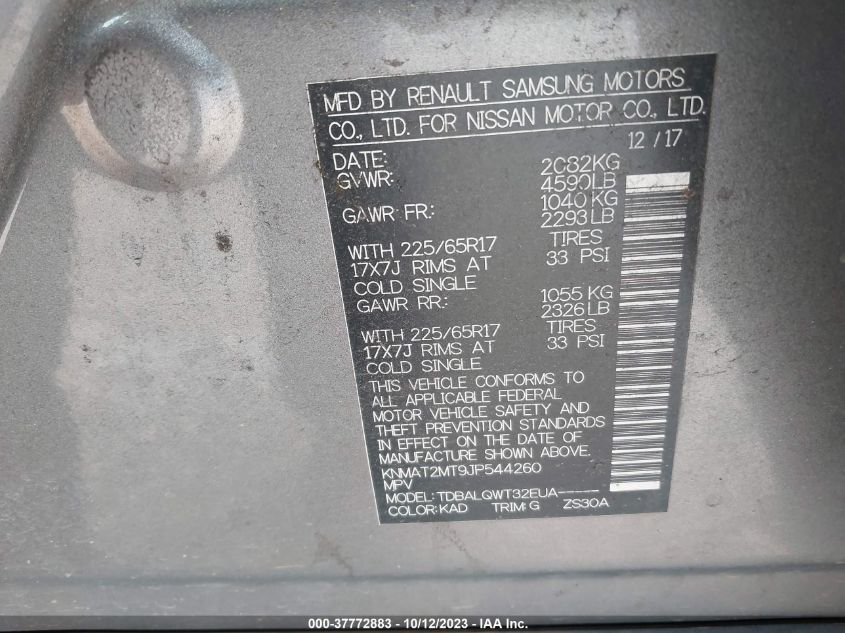 MFD BY RENAULT SAMSUNG MOTORS
CO., LTD. FOR NISSAN MOTOR CO., LTD.
DATE: 12 / 17
GVWR: 2082KG
4590LB
GAWR FR: 1040 KG
2293 LB
WITH 225/65R17 TIRES
17X7J RIMS AT 33 PSI
COLD SINGLE
GAWR RR: 1055 KG
2326 LB
WITH 225/65R17 TIRES
17X7J RIMS AT 33 PSI
COLD SINGLE
THIS VEHICLE CONFORMS TO
ALL APPLICABLE FEDERAL
MOTOR VEHICLE SAFETY AND
THEFT PREVENTION STANDARDS
IN EFFECT ON THE DATE OF
MANUFACTURE SHOWN ABOVE.
KNMAT2MT9JP544260
MPV
MODEL: TDBALQWT32EUA-----
COLOR: KAD TRIM: G ZS30A
000-37772883 - 10/12/2023 - IAA Inc.